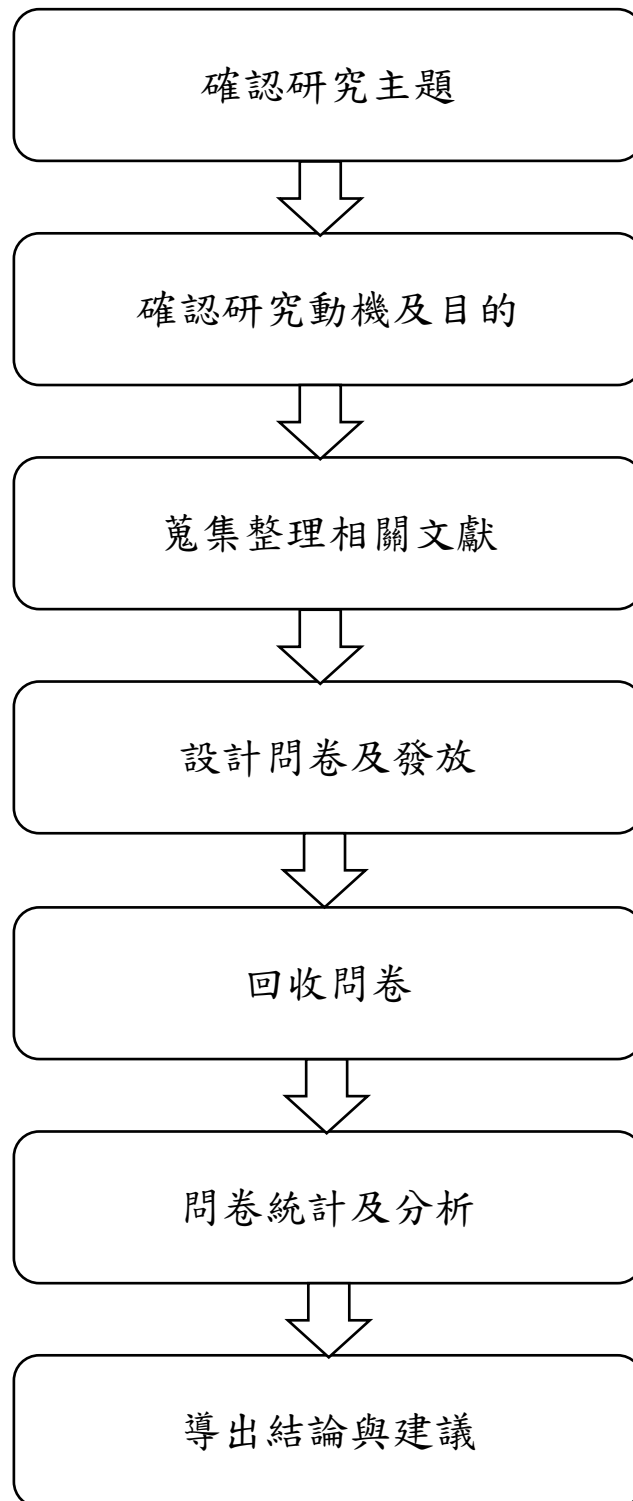 確認研究主題
確認研究動機及目的
蒐集整理相關文獻
設計問卷及發放
回收問卷
問卷統計及分析
導出結論與建議